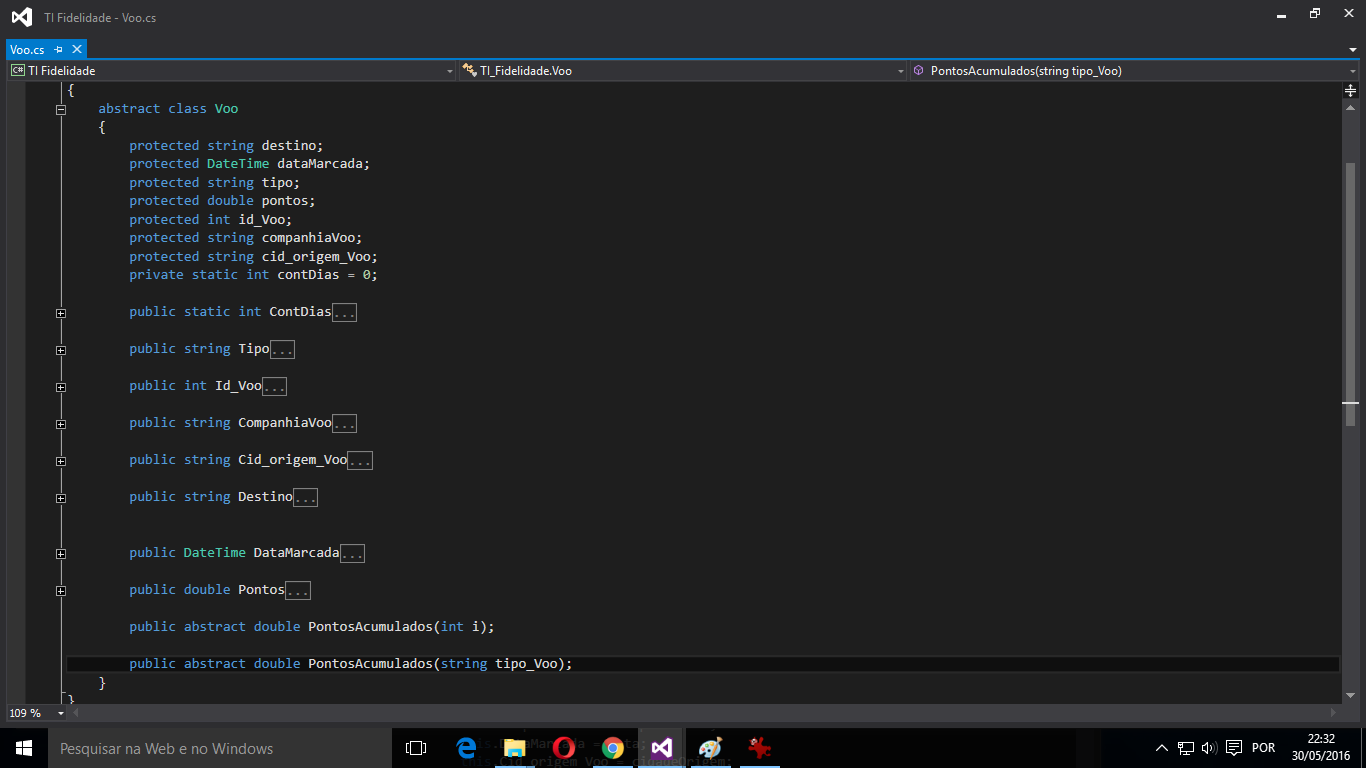 TI Fidelidade - Voo.cs
Voo.cs
C# TI Fidelidade
TI_Fidelidade.Voo
PontosAcumulados(string tipo_Voo)
{
abstract class Voo
{
protected string destino;
protected DateTime dataMarcada;
protected string tipo;
protected double pontos;
protected int id_Voo;
protected string companhiaVoo;
protected string cid_origem_Voo;
private static int contDias = 0;
public static int ContDias...
public string Tipo...
public int Id_Voo...
public string CompanhiaVoo...
public string Cid_origem_Voo...
public string Destino...
public DateTime DataMarcada...
public double Pontos...
public abstract double PontosAcumulados(int i);
public abstract double PontosAcumulados(string tipo_Voo);
}
}
109 %
Pesquisar na Web e no Windows
POR
22:32
30/05/2016